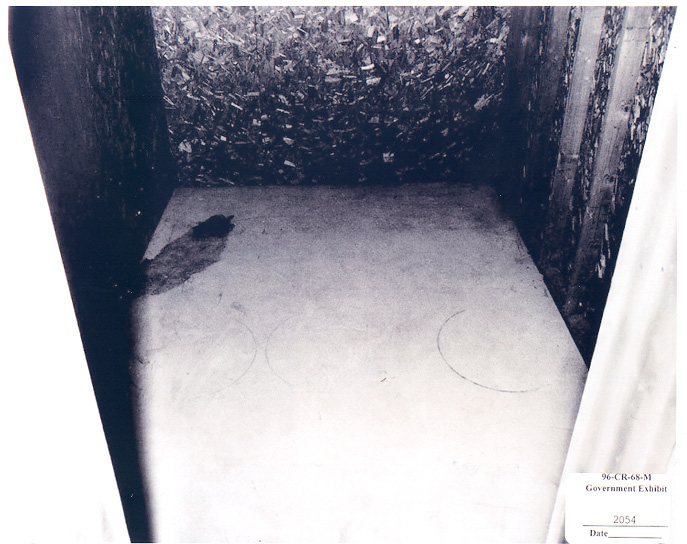 96-CR-68-M
Government Exhibit
2054
Date